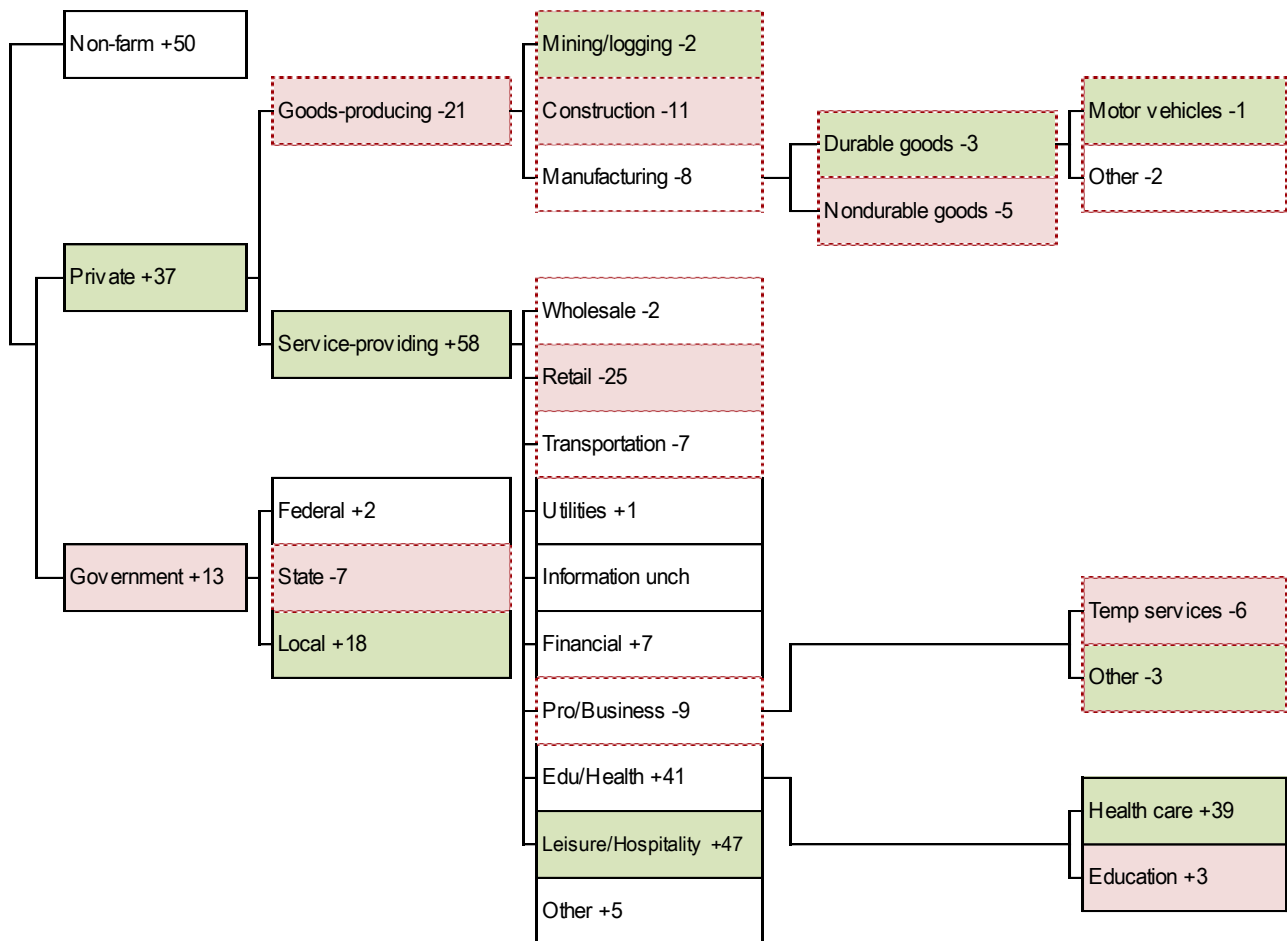 Non-farm +50
Private +37
Government +13
Goods-producing -21
Service-providing +58
Federal +2
State -7
Local +18
Mining/logging -2
Construction -11
Manufacturing -8
Wholesale -2
Retail -25
Transportation -7
Utilities +1
Information unch
Financial +7
Pro/Business -9
Edu/Health +41
Leisure/Hospitality +47
Other +5
Durable goods -3
Nondurable goods -5
Motor vehicles -1
Other -2
Temp services -6
Other -3
Health care +39
Education +3